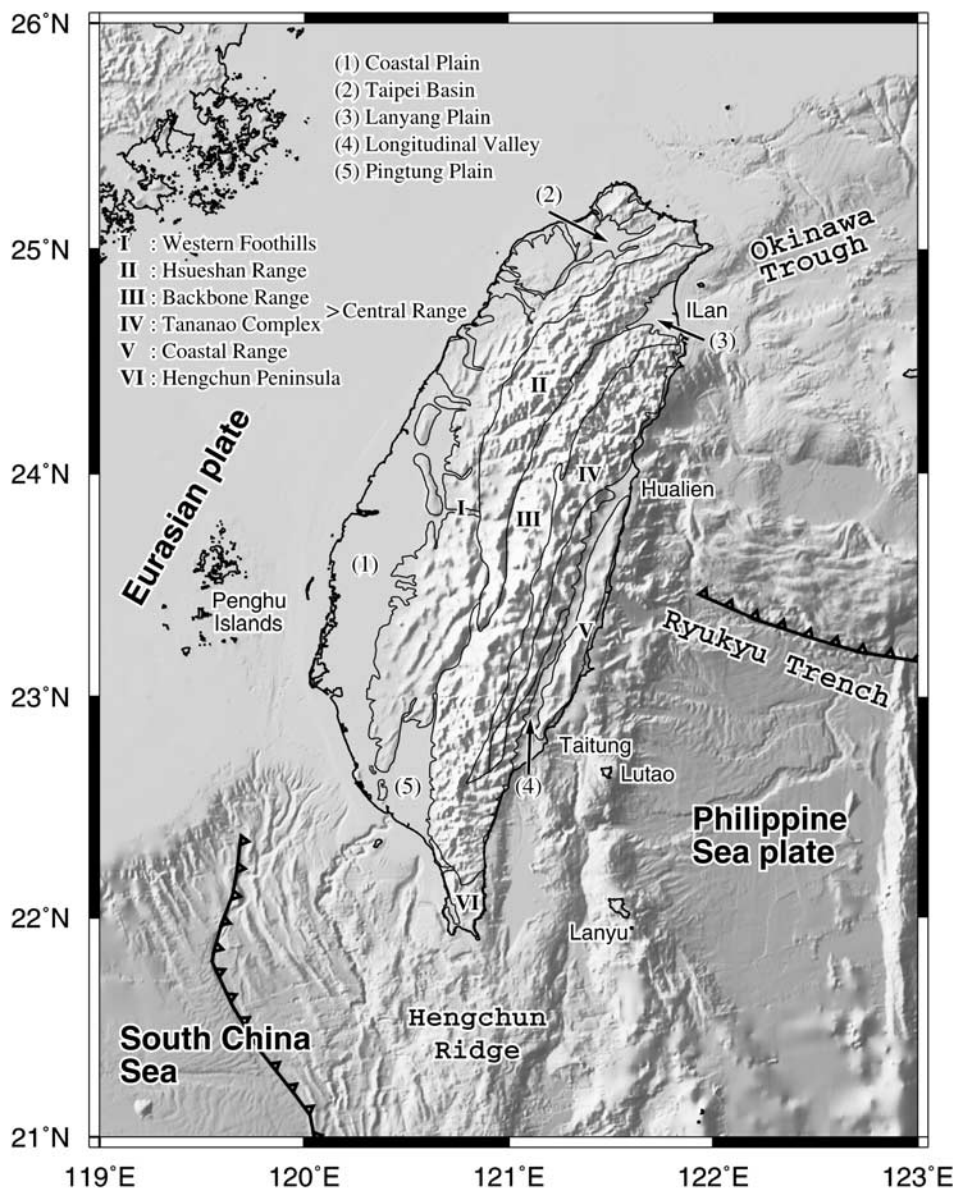 26°N
25°N
24°N
23°N
22°N
21°N
119°E
120°E
121°E
122°E
123°E
(1) Coastal Plain
(2) Taipei Basin
(3) Lanyang Plain
(4) Longitudinal Valley
(5) Pingtung Plain
I : Western Foothills
II : Hsueshan Range
III : Backbone Range
IV : Tananao Complex
> Central Range
V : Coastal Range
VI : Hengchun Peninsula
(2)
Okinawa
Trough
ILan
(3)
II
Eurasian plate
IV
Hualien
I
III
(1)
Penghu
Islands
V
Ryukyu Trench
Taitung
Lutao
(4)
(5)
Philippine
Sea plate
VI
Lanyu
Hengchun
Ridge
South China
Sea